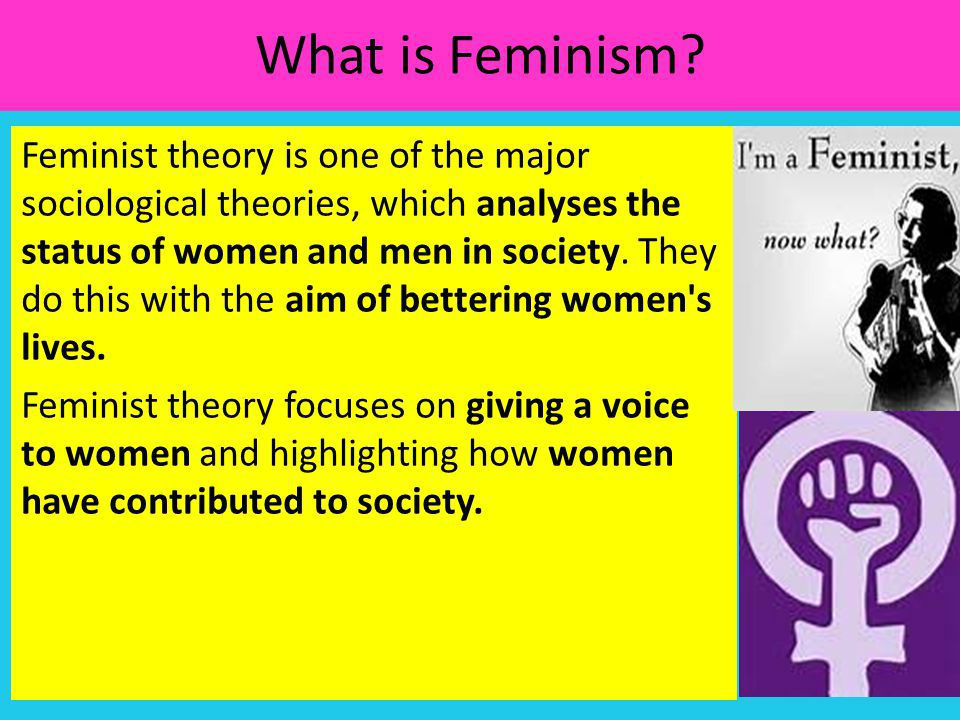 What is Feminism?
Feminist theory is one of the major
sociological theories, which analyses the
status of women and men in society. They
do this with the aim of bettering women's
lives.
Feminist theory focuses on giving a voice
to women and highlighting how women
have contributed to society.
I'm a Feminist,
now what?